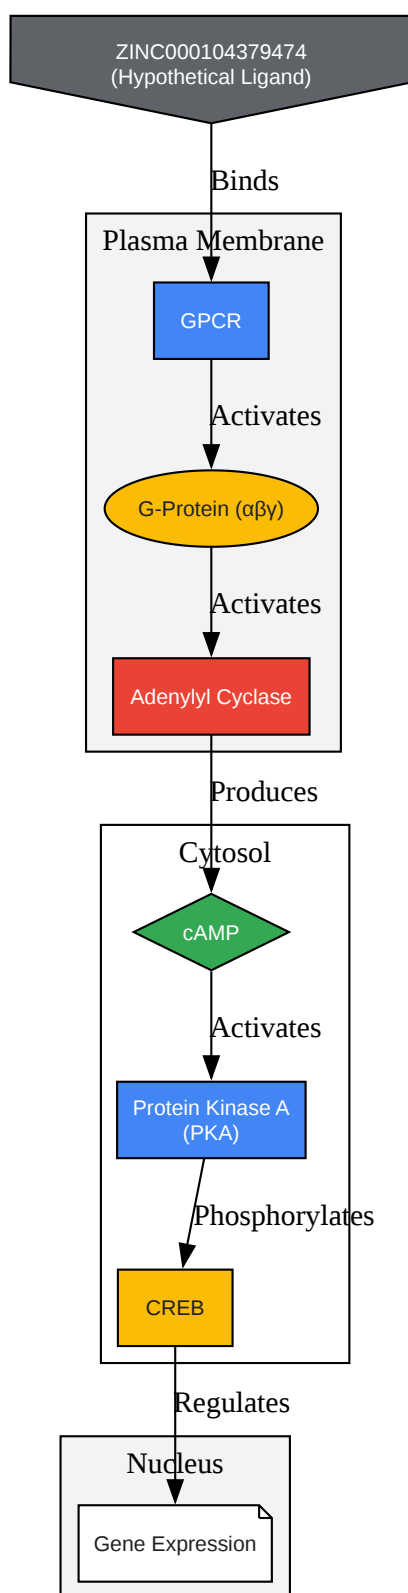 ZINC000104379474
(Hypothetical Ligand)
Binds
Plasma Membrane
GPCR
Activates
G-Protein (αβγ)
Activates
Adenylyl Cyclase
Produces
Cytosol
cAMP
Activates
Protein Kinase A
(PKA)
Phosphorylates
CREB
Regulates
Nucleus
Gene Expression